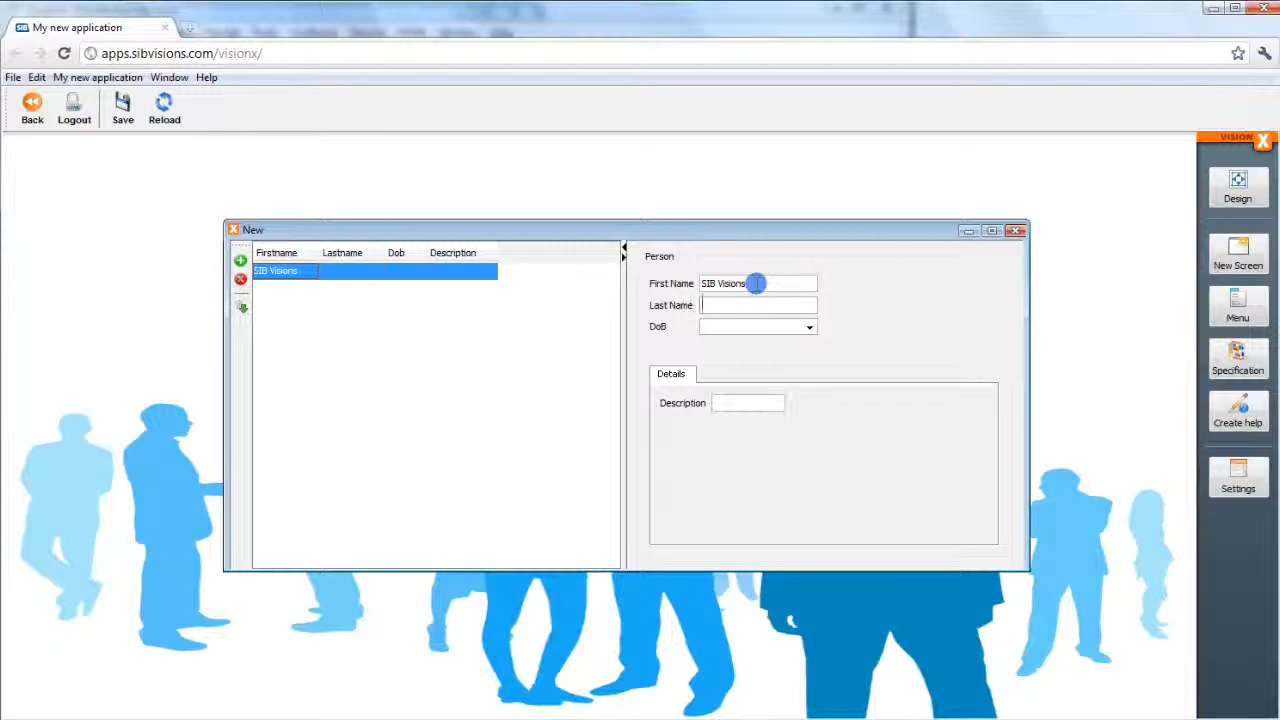 My new application
apps.sibvisions.com/visionx/
File Edit My new application Window Help
Back Logout Save Reload
VISION X
Design
New Screen
Menu
Specification
Create help
Settings
New
Firstname Lastname Dob Description
SIB Visions
Person
First Name SIB Visions
Last Name
DoB
Details
Description